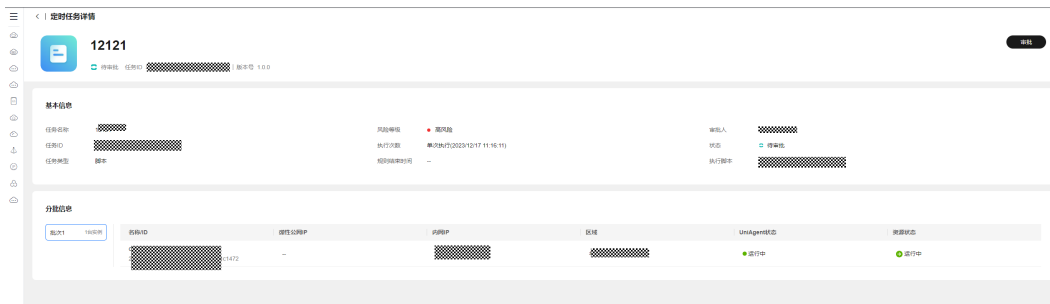 定时任务详情
12121
审批
待审批 任务ID 版本号 1.0.0
基本信息
任务名称 风险等级 高风险 审批人
任务ID 执行次数 单次执行(2023/12/17 11:16:11) 状态 待审批
任务类型 脚本 规则结束时间 -- 执行脚本
分批信息
批次1 1台实例 名称/ID 弹性公网IP 内网IP 区域 UniAgent状态 资源状态
c1472 -- 运行中 运行中